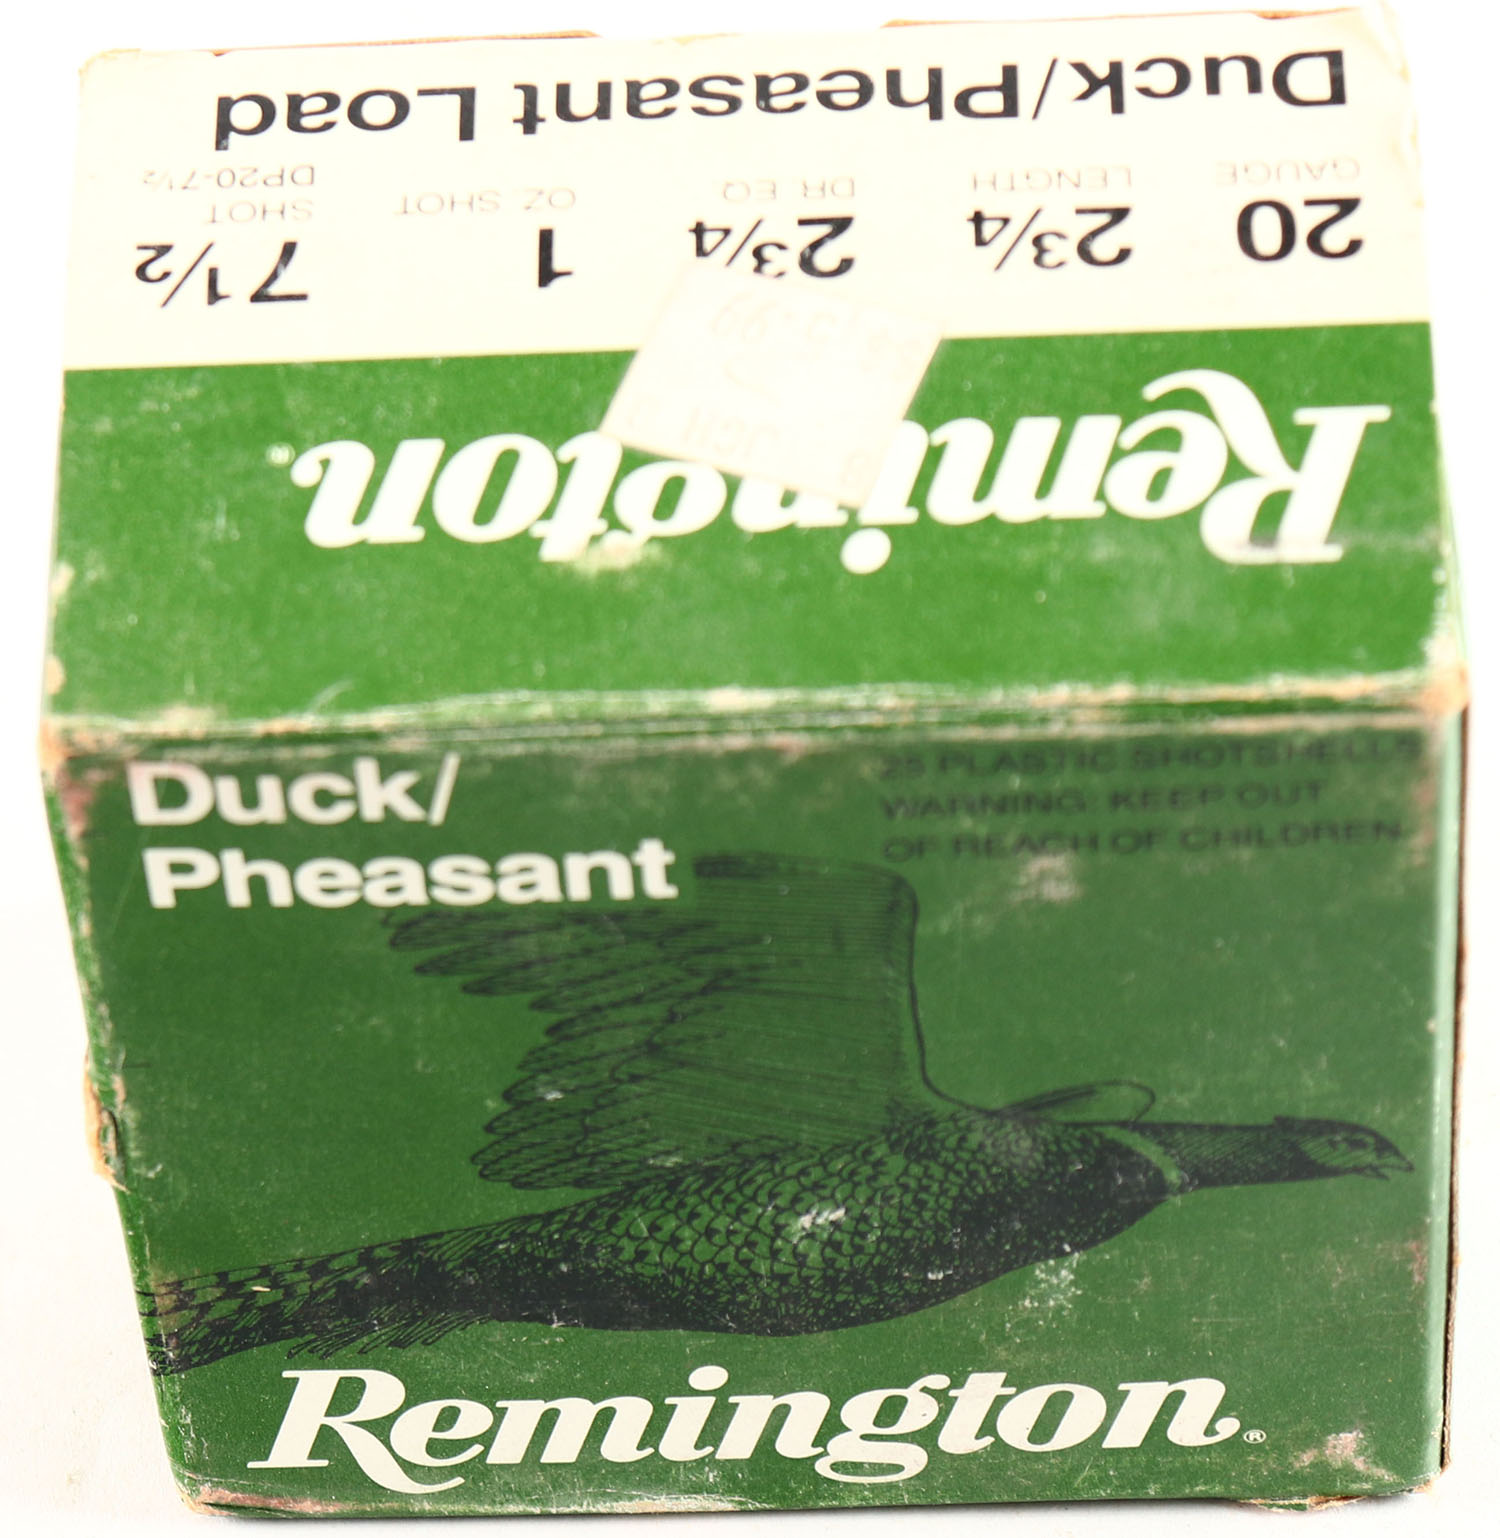 Duck/Pheasant Load
20 2¾ 2¾ 1 7½
GAUGE LENGTH DR. EQ. OZ. SHOT SHOT
DP20-7½
Remington®
Duck/
Pheasant
25 PLASTIC SHOTSHELLS
WARNING: KEEP OUT
OF REACH OF CHILDREN
Remington®